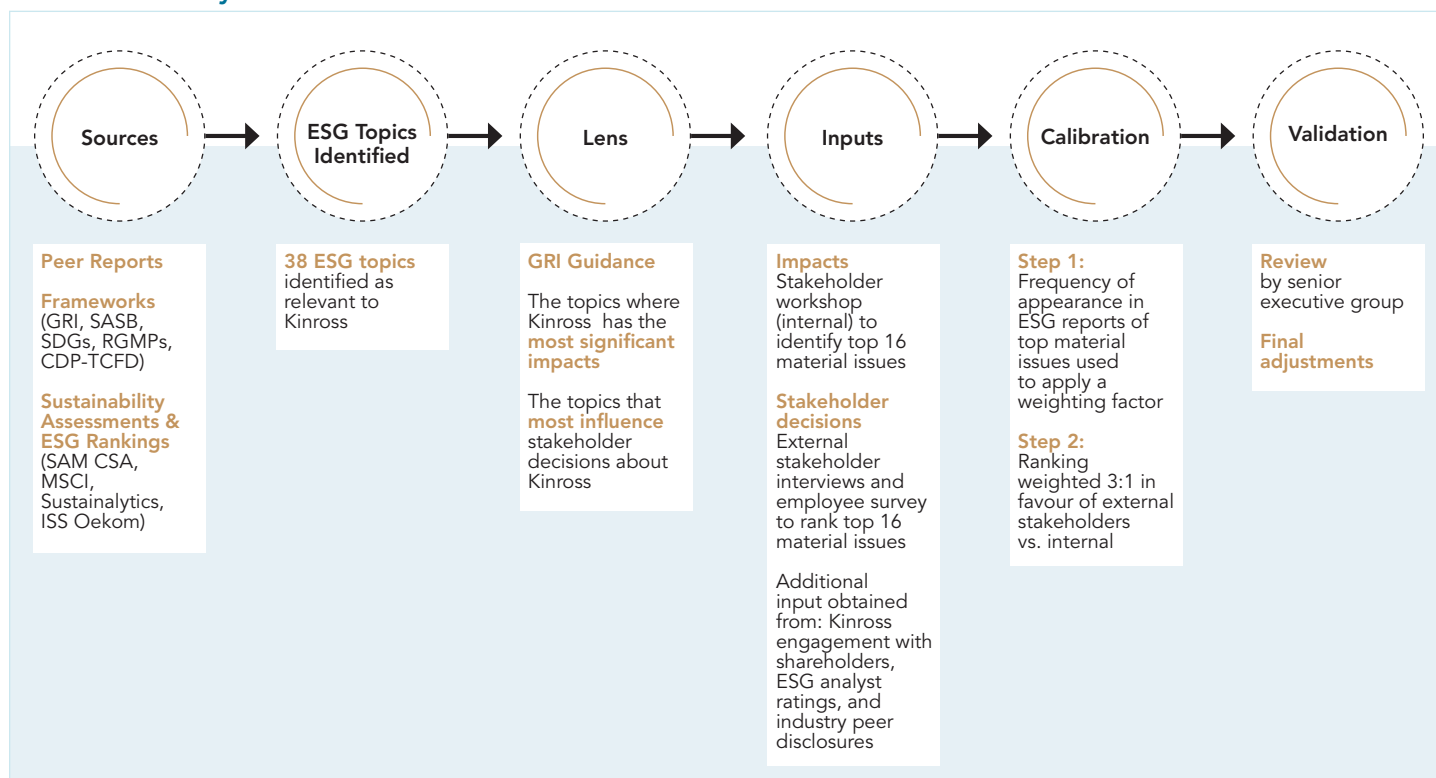 Sources
ESG Topics
Identified
Lens
Inputs
Calibration
Validation
Peer Reports
Frameworks
(GRI, SASB,
SDGs, RGMPs,
CDP-TCFD)
Sustainability
Assessments &
ESG Rankings
(SAM CSA,
MSCI,
Sustainalytics,
ISS Oekom)
38 ESG topics
identified as
relevant to
Kinross
GRI Guidance
The topics where
Kinross has the
most significant
impacts
The topics that
most influence
stakeholder
decisions about
Kinross
Impacts
Stakeholder
workshop
(internal) to
identify top 16
material issues
Stakeholder
decisions
External
stakeholder
interviews and
employee survey
to rank top 16
material issues
Additional
input obtained
from: Kinross
engagement with
shareholders,
ESG analyst
ratings, and
industry peer
disclosures
Step 1:
Frequency of
appearance in
ESG reports of
top material
issues used
to apply a
weighting factor
Step 2:
Ranking
weighted 3:1 in
favour of external
stakeholders
vs. internal
Review
by senior
executive group
Final
adjustments